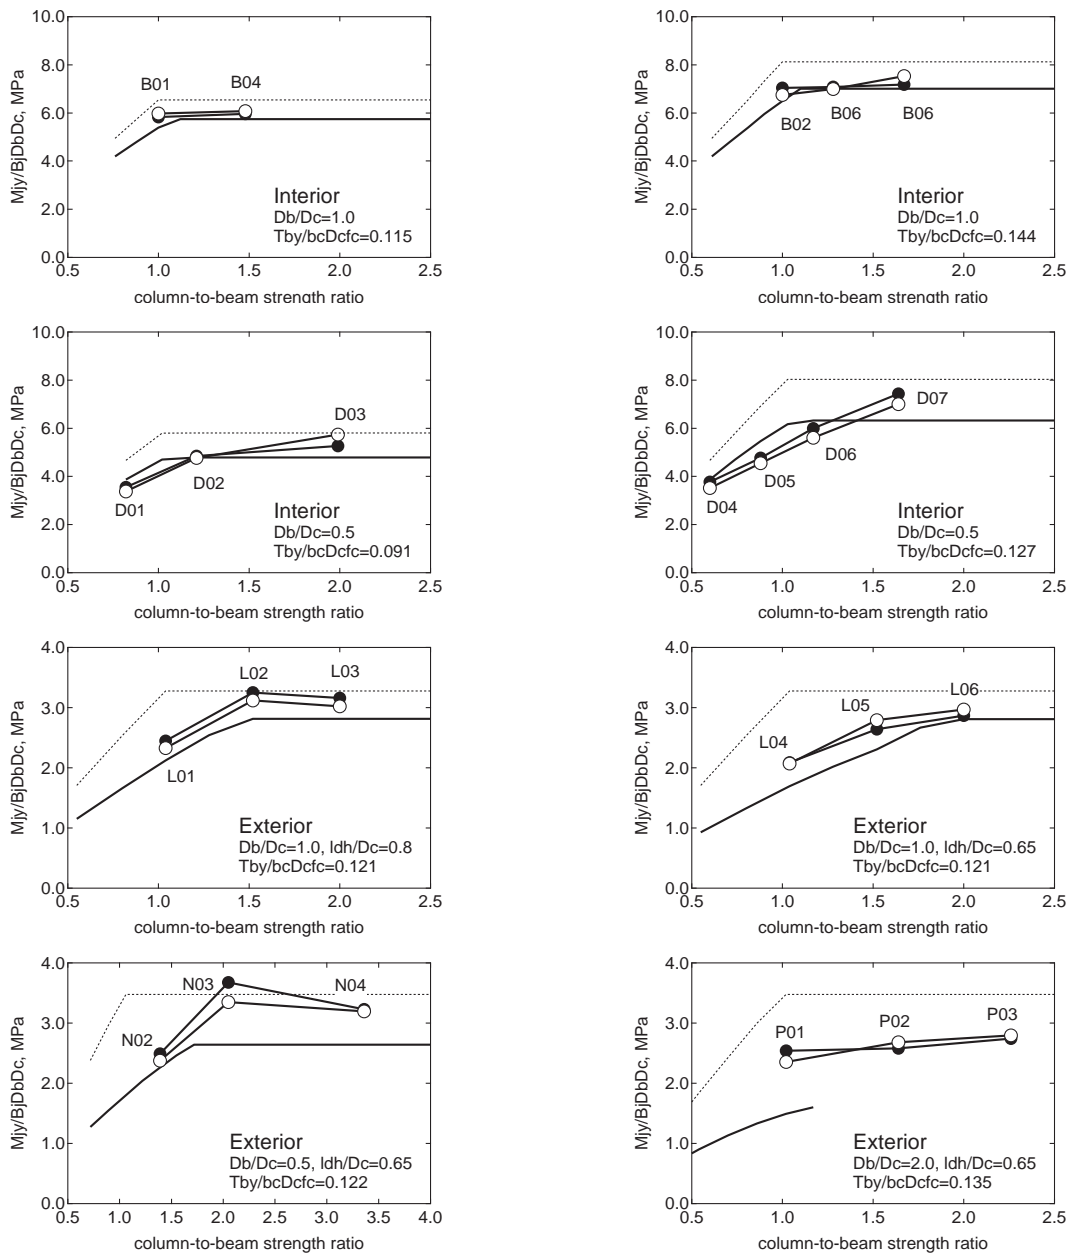 10.0
8.0
6.0
4.0
2.0
0.0
Mjy/BjDbDc, MPa
B01
B04
Interior
Db/Dc=1.0
Tby/bcDcfc=0.115
0.5 1.0 1.5 2.0 2.5
column-to-beam strength ratio
10.0
8.0
6.0
4.0
2.0
0.0
Mjy/BjDbDc, MPa
B02
B06
B06
Interior
Db/Dc=1.0
Tby/bcDcfc=0.144
0.5 1.0 1.5 2.0 2.5
column-to-beam strength ratio
10.0
8.0
6.0
4.0
2.0
0.0
Mjy/BjDbDc, MPa
D03
D02
D01
Interior
Db/Dc=0.5
Tby/bcDcfc=0.091
0.5 1.0 1.5 2.0 2.5
column-to-beam strength ratio
10.0
8.0
6.0
4.0
2.0
0.0
Mjy/BjDbDc, MPa
D07
D06
D05
D04
Interior
Db/Dc=0.5
Tby/bcDcfc=0.127
0.5 1.0 1.5 2.0 2.5
column-to-beam strength ratio
4.0
3.0
2.0
1.0
0.0
Mjy/BjDbDc, MPa
L02
L03
L01
Exterior
Db/Dc=1.0, ldh/Dc=0.8
Tby/bcDcfc=0.121
0.5 1.0 1.5 2.0 2.5
column-to-beam strength ratio
4.0
3.0
2.0
1.0
0.0
Mjy/BjDbDc, MPa
L06
L05
L04
Exterior
Db/Dc=1.0, ldh/Dc=0.65
Tby/bcDcfc=0.121
0.5 1.0 1.5 2.0 2.5
column-to-beam strength ratio
4.0
3.0
2.0
1.0
0.0
Mjy/BjDbDc, MPa
N03
N04
N02
Exterior
Db/Dc=0.5, ldh/Dc=0.65
Tby/bcDcfc=0.122
0.5 1.0 1.5 2.0 2.5 3.0 3.5 4.0
column-to-beam strength ratio
4.0
3.0
2.0
1.0
0.0
Mjy/BjDbDc, MPa
P03
P02
P01
Exterior
Db/Dc=2.0, ldh/Dc=0.65
Tby/bcDcfc=0.135
0.5 1.0 1.5 2.0 2.5
column-to-beam strength ratio